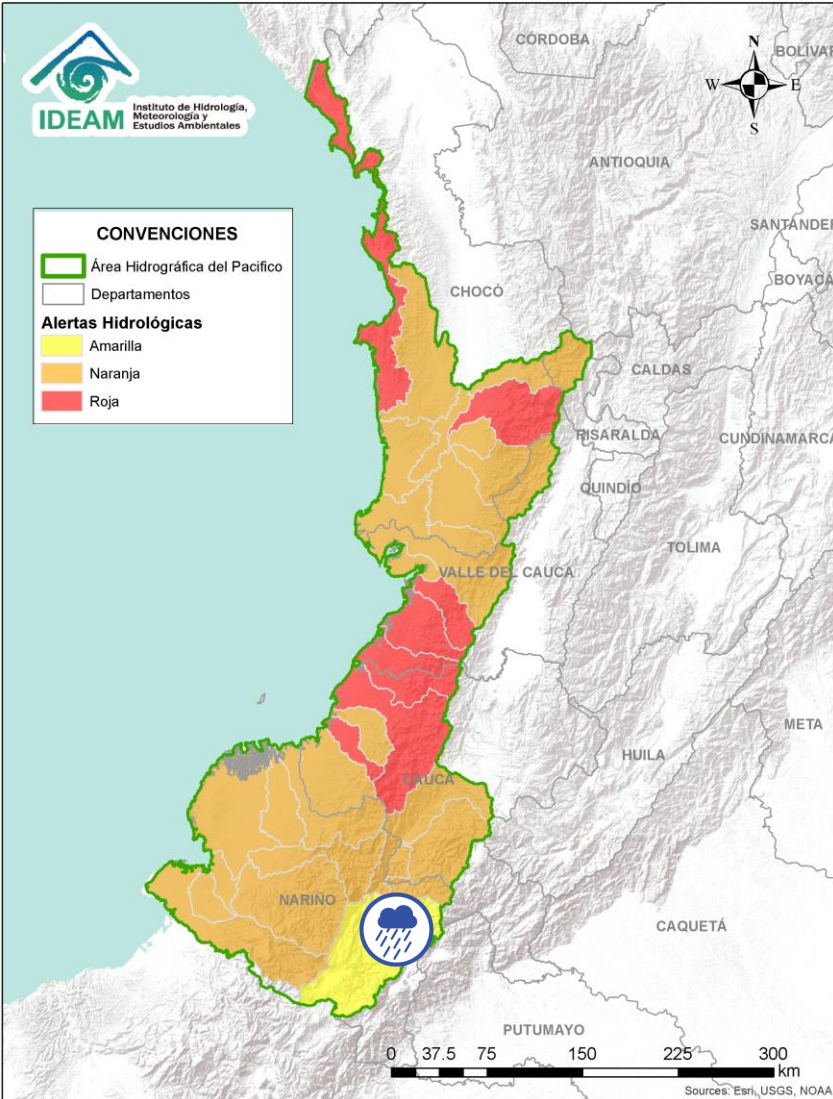 IDEAM
Instituto de Hidrología,
Meteorología y
Estudios Ambientales
N
W
E
S
CÓRDOBA
BOLÍVAR
ANTIOQUIA
SANTANDER
BOYACÁ
CHOCÓ
CALDAS
RISARALDA
CUNDINAMARCA
QUINDÍO
TOLIMA
VALLE DEL CAUCA
META
HUILA
CAUCA
NARIÑO
CAQUETÁ
PUTUMAYO
CONVENCIONES
Área Hidrográfica del Pacifico
Departamentos
Alertas Hidrológicas
Amarilla
Naranja
Roja
0 37.5 75 150 225 300
km
Sources: Esri, USGS, NOAA